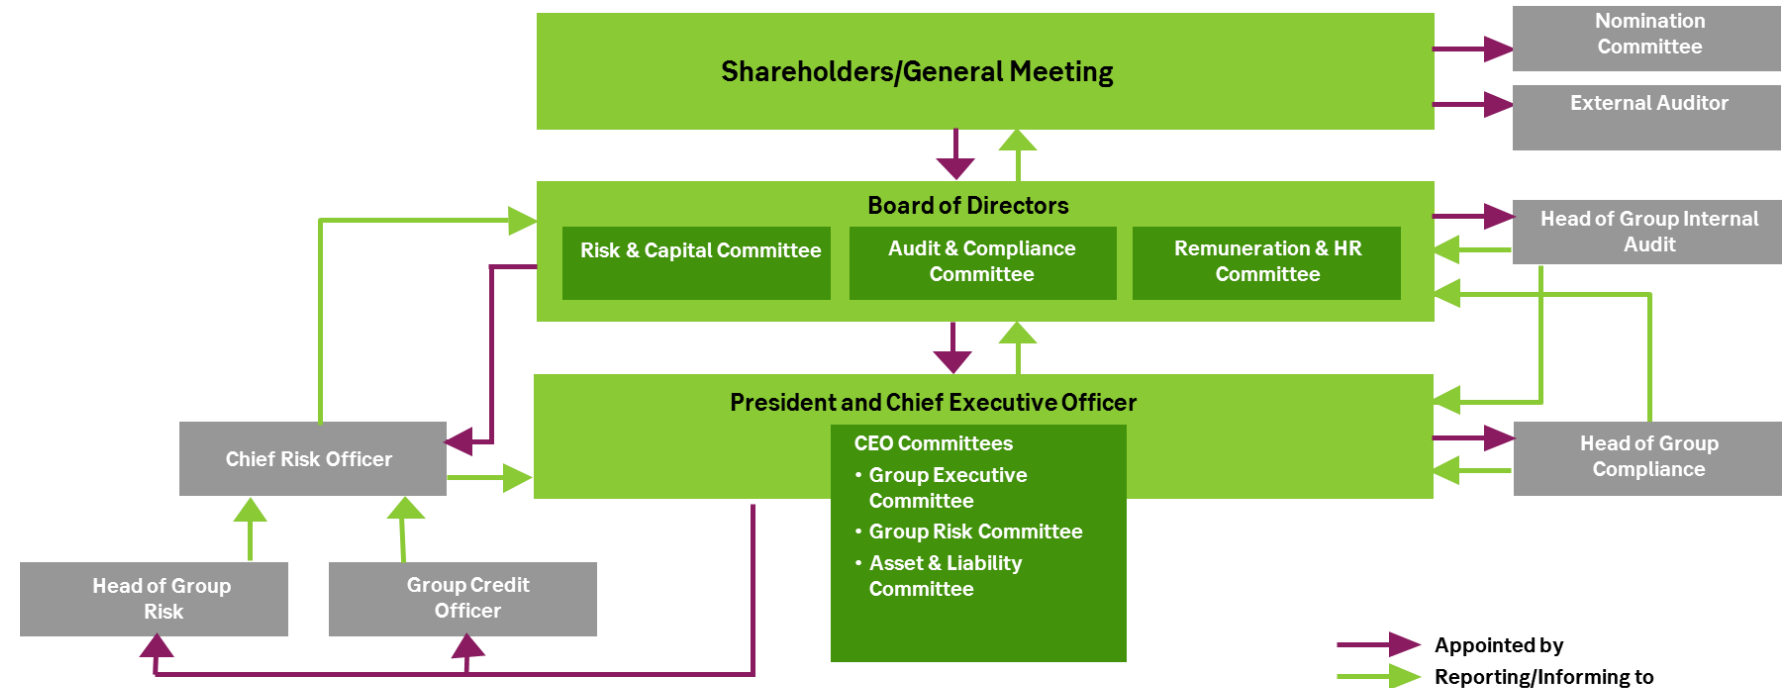 Shareholders/General Meeting
Nomination
Committee
External Auditor
Board of Directors
Risk & Capital Committee
Audit & Compliance
Committee
Remuneration & HR
Committee
Head of Group Internal
Audit
President and Chief Executive Officer
CEO Committees
• Group Executive
Committee
• Group Risk Committee
• Asset & Liability
Committee
Chief Risk Officer
Head of Group
Compliance
Head of Group
Risk
Group Credit
Officer
Appointed by
Reporting/Informing to